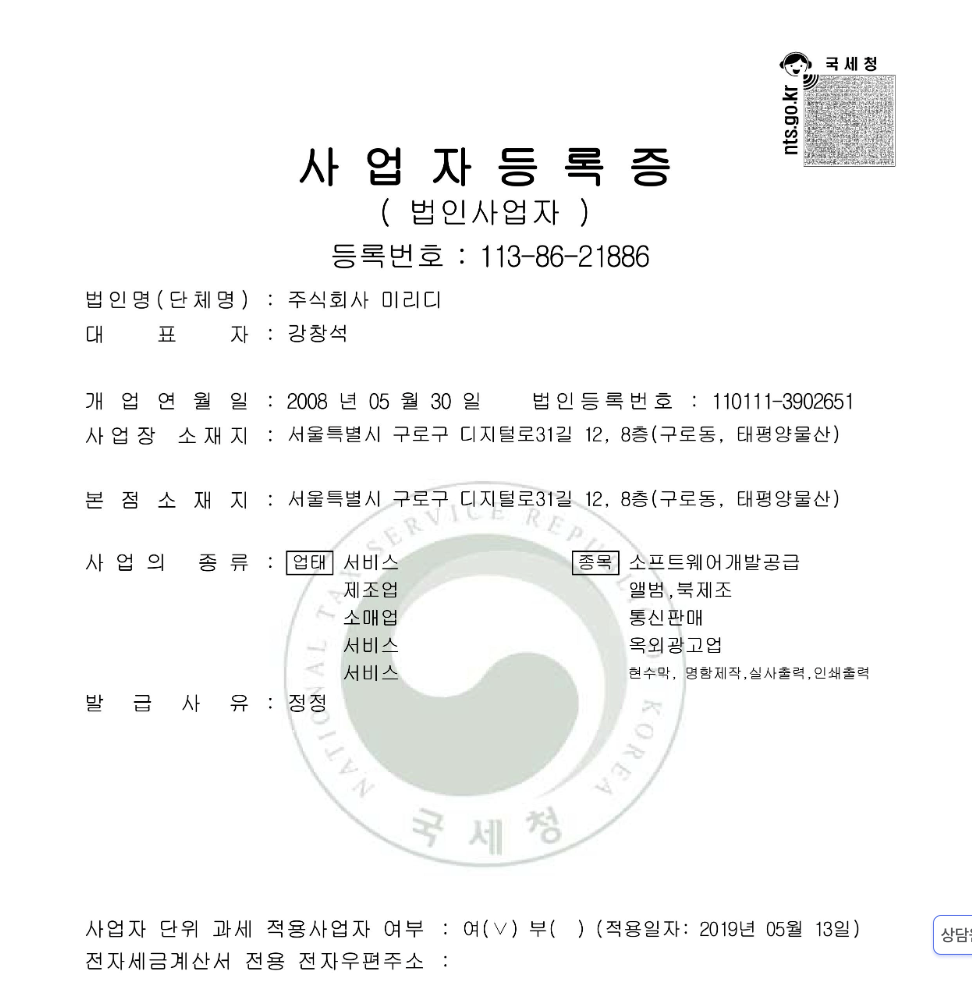 국세청
nts.go.kr
사업자등록증
( 법인사업자 )
등록번호 : 113-86-21886
법인명(단체명) : 주식회사 미리디
대표자 : 강창석
개업연월일 : 2008 년 05 월 30 일 법인등록번호 : 110111-3902651
사업장 소재지 : 서울특별시 구로구 디지털로31길 12, 8층(구로동, 태평양물산)
본점소재지 : 서울특별시 구로구 디지털로31길 12, 8층(구로동, 태평양물산)
사업의 종류 : 업태 서비스 종목 소프트웨어개발공급
제조업 앨범,북제조
소매업 통신판매
서비스 옥외광고업
서비스 현수막, 명함제작,실사출력,인쇄출력
발급사유 : 정정
NATIONAL TAX SERVICE REPUBLIC OF KOREA
국세청
사업자 단위 과세 적용사업자 여부 : 여(∨) 부( ) (적용일자: 2019년 05월 13일)
전자세금계산서 전용 전자우편주소 :